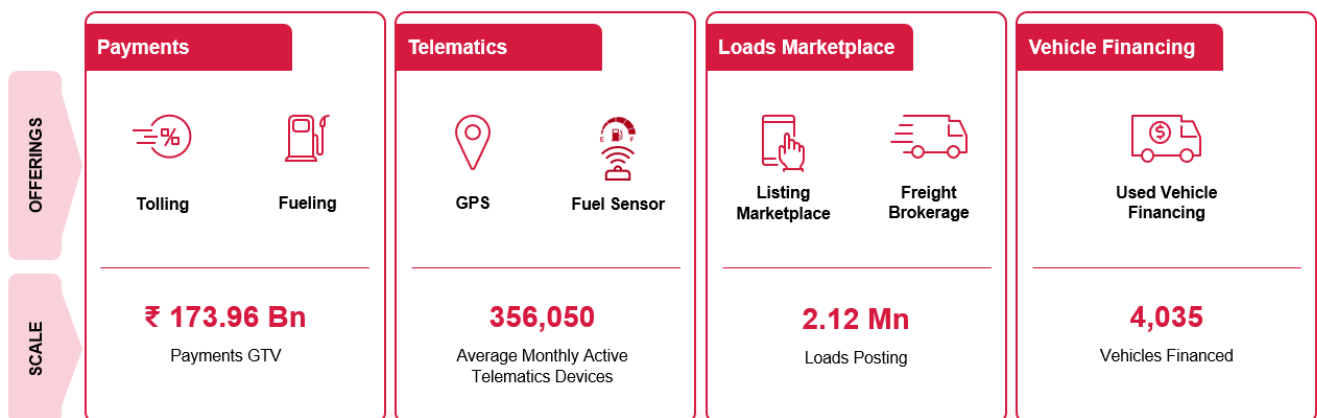 Payments
Telematics
Loads Marketplace
Vehicle Financing
OFFERINGS
%
E F
$
Tolling
Fueling
GPS
Fuel Sensor
Listing
Marketplace
Freight
Brokerage
Used Vehicle
Financing
SCALE
₹ 173.96 Bn
Payments GTV
356,050
Average Monthly Active
Telematics Devices
2.12 Mn
Loads Posting
4,035
Vehicles Financed